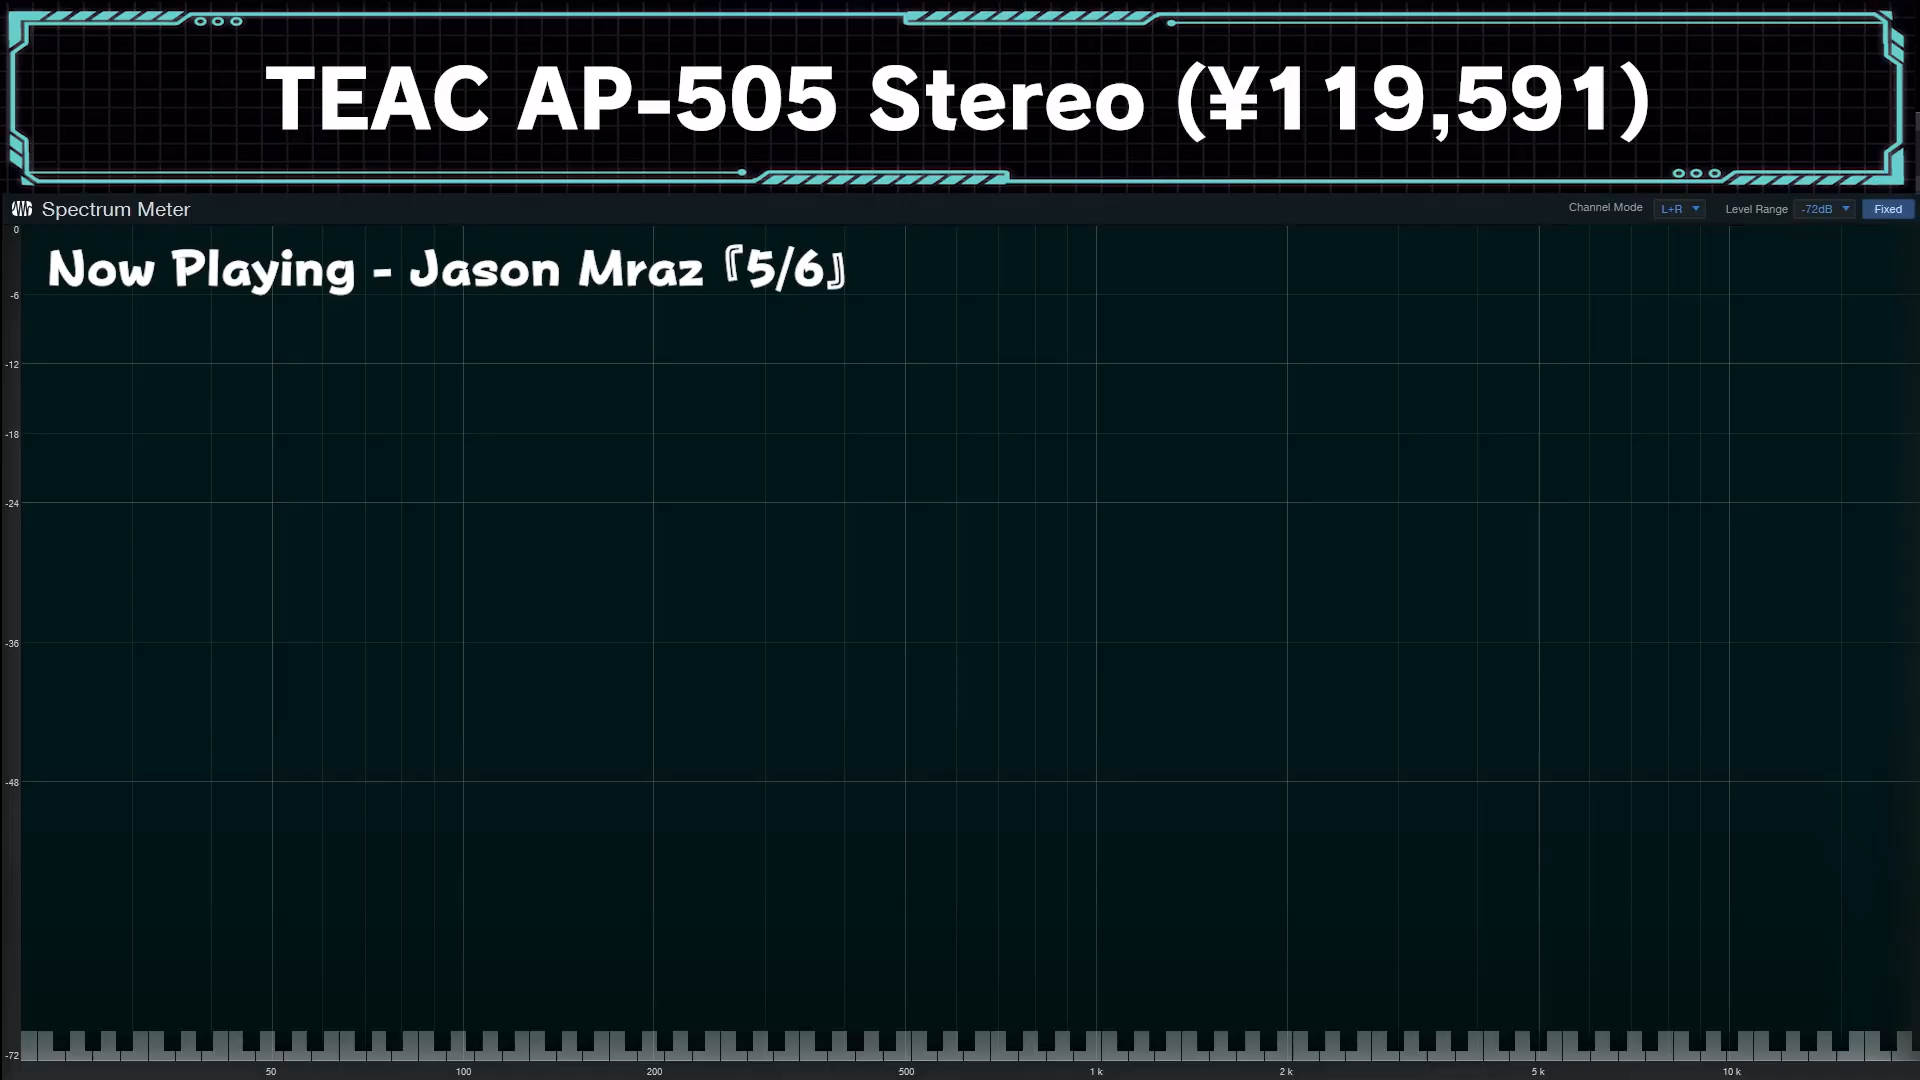 TEAC AP-505 Stereo (¥119,591)
Spectrum Meter
Channel Mode L+R Level Range -72dB Fixed
Now Playing - Jason Mraz『5/6』
0
-6
-12
-18
-24
-36
-48
-72
50 100 200 500 1 k 2 k 5 k 10 k